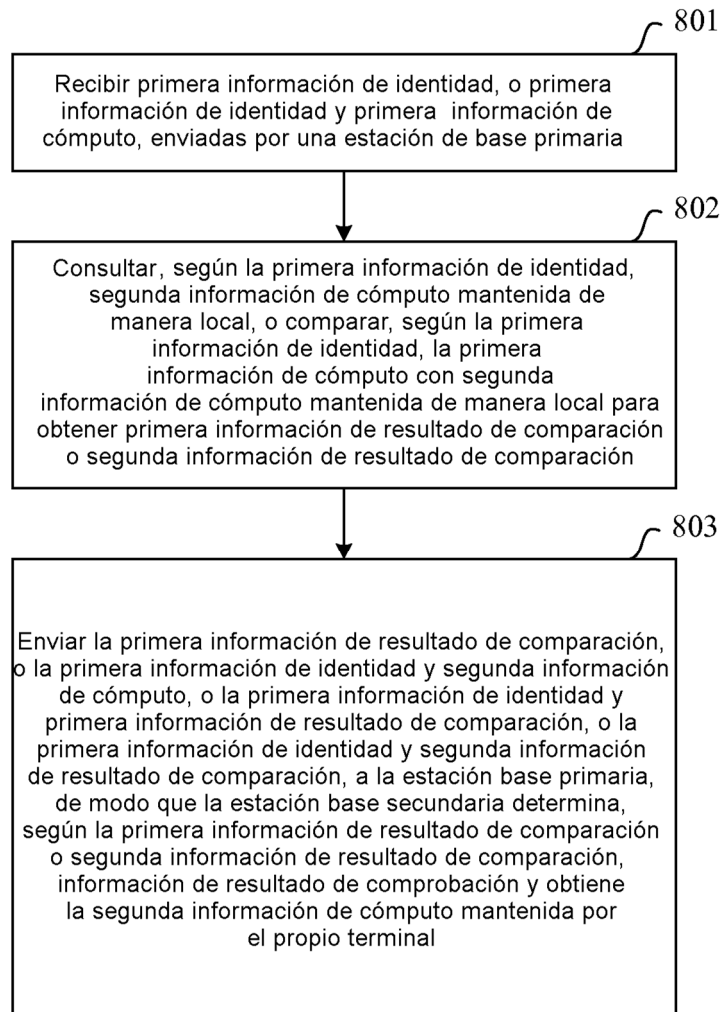 801
Recibir primera información de identidad, o primera
información de identidad y primera información de
cómputo, enviadas por una estación de base primaria
802
Consultar, según la primera información de identidad,
segunda información de cómputo mantenida de
manera local, o comparar, según la primera
información de identidad, la primera
información de cómputo con segunda
información de cómputo mantenida de manera local para
obtener primera información de resultado de comparación
o segunda información de resultado de comparación
803
Enviar la primera información de resultado de comparación,
o la primera información de identidad y segunda información
de cómputo, o la primera información de identidad y
primera información de resultado de comparación, o la
primera información de identidad y segunda información
de resultado de comparación, a la estación base primaria,
de modo que la estación base secundaria determina,
según la primera información de resultado de comparación
o segunda información de resultado de comparación,
información de resultado de comprobación y obtiene
la segunda información de cómputo mantenida por
el propio terminal